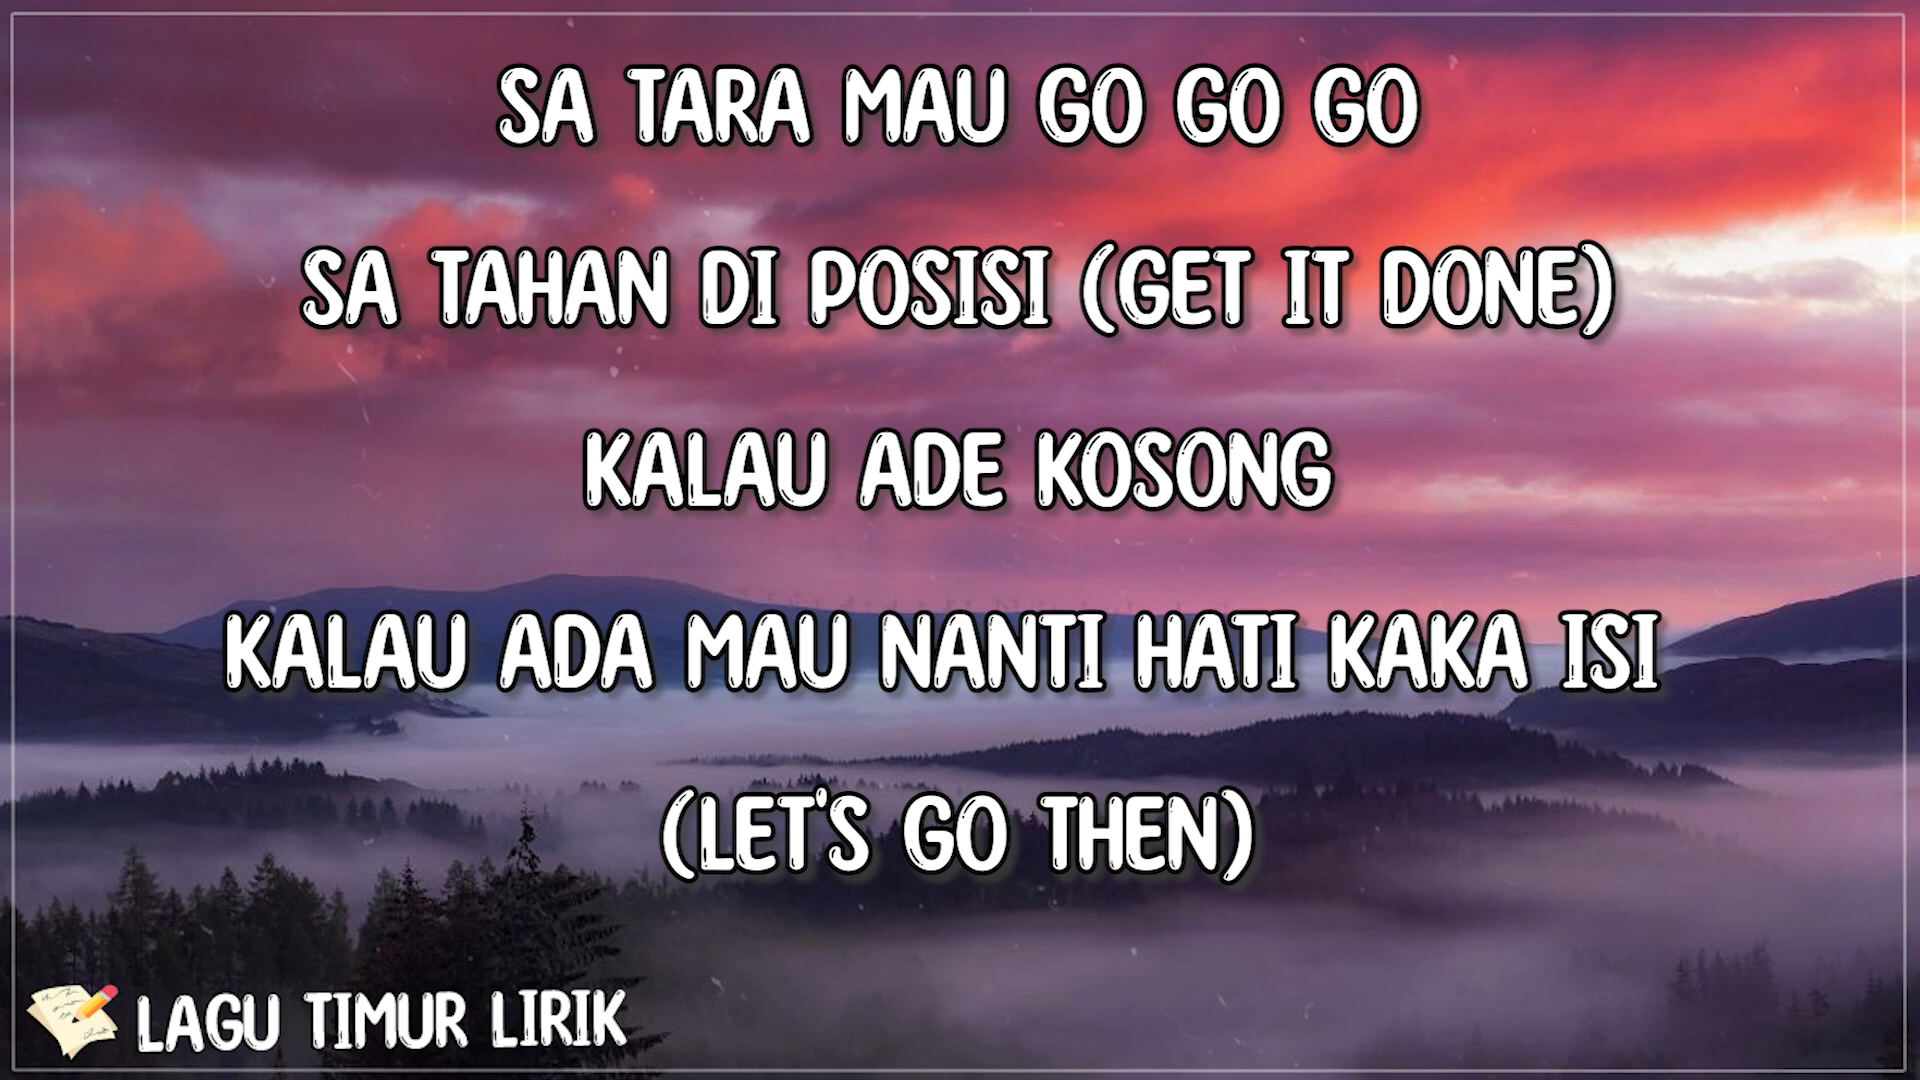 SA TARA MAU GO GO GO
SA TAHAN DI POSISI (GET IT DONE)
KALAU ADE KOSONG
KALAU ADA MAU NANTI HATI KAKA ISI
(LET'S GO THEN)
LAGU TIMUR LIRIK